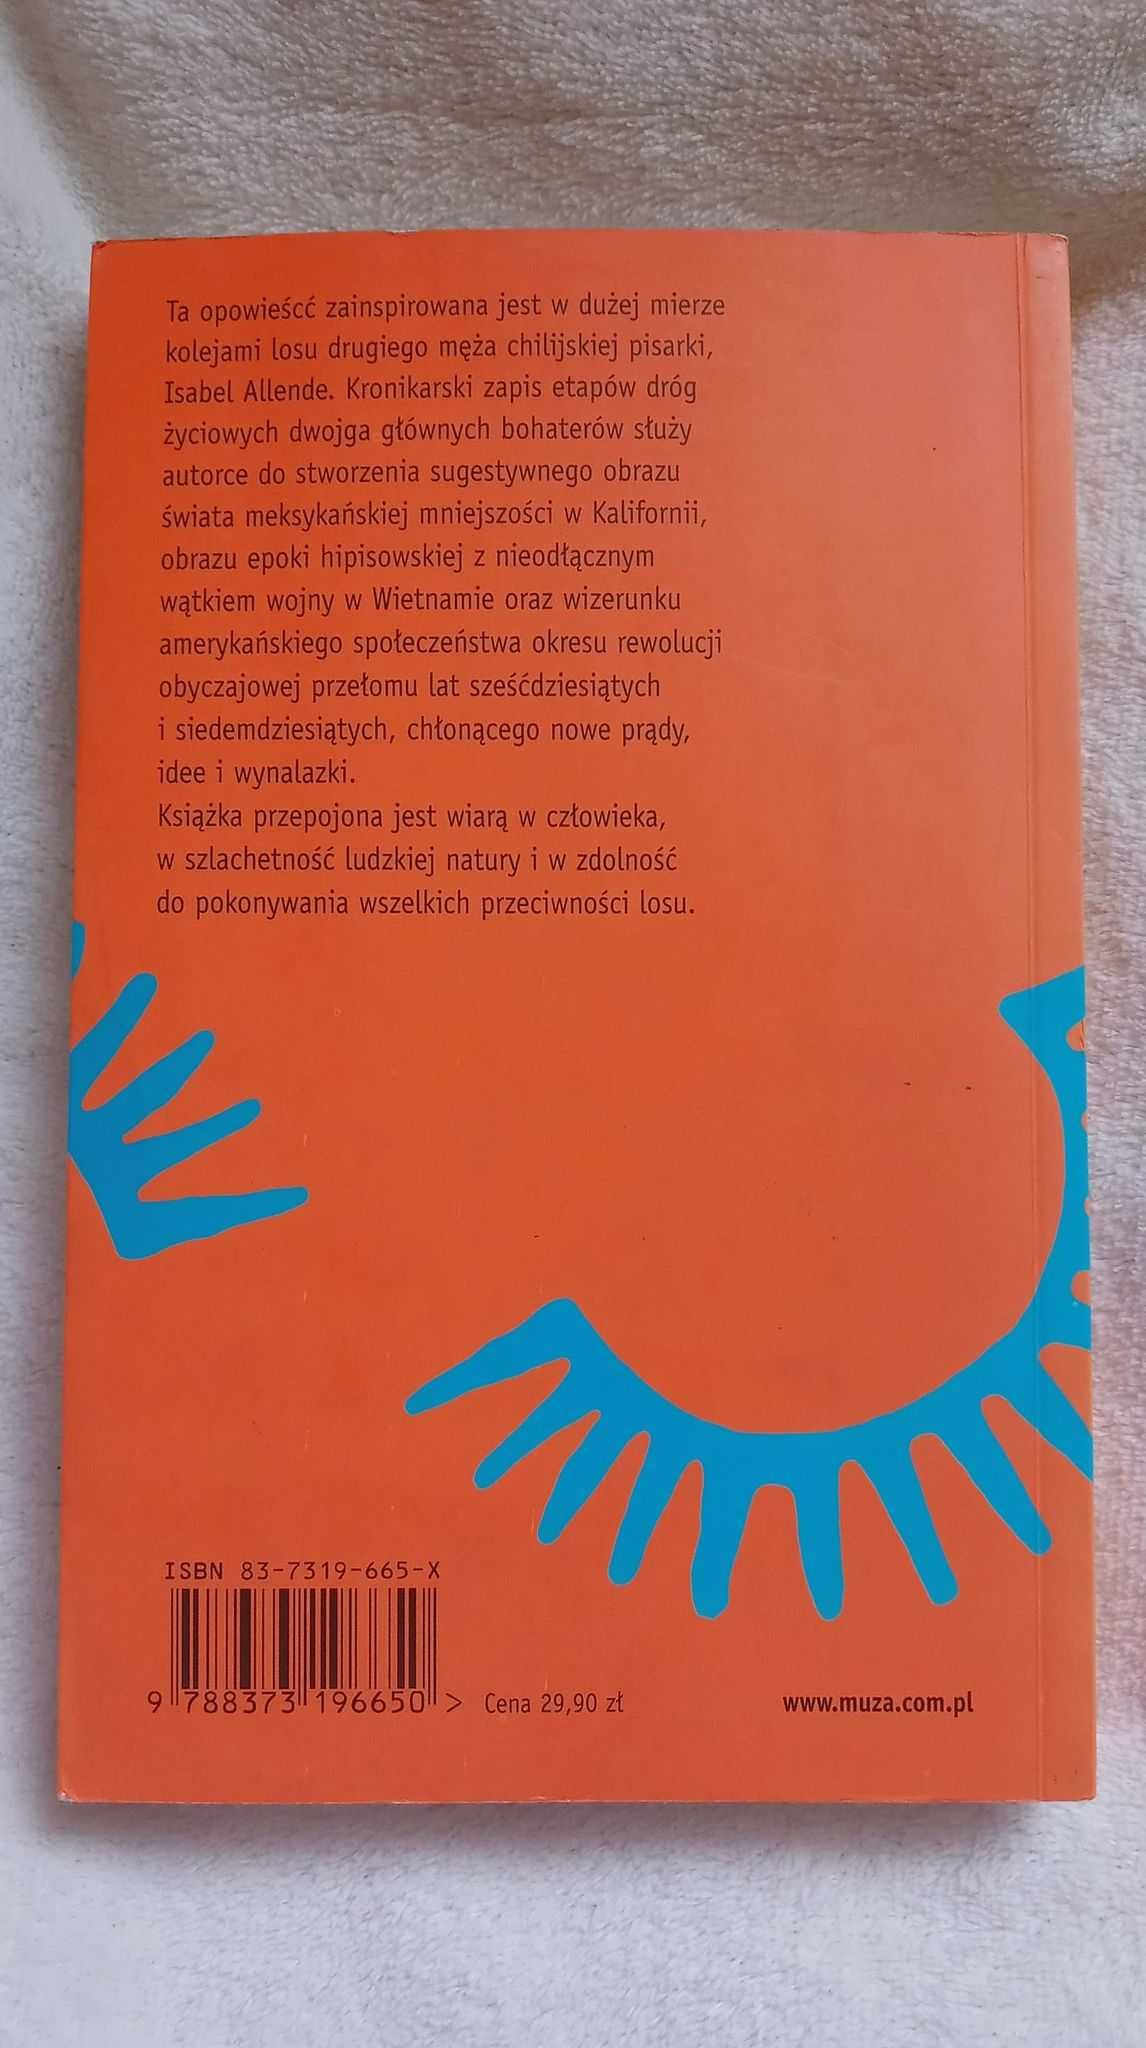 Ta opowieścć zainspirowana jest w dużej mierze
kolejami losu drugiego męża chilijskiej pisarki,
Isabel Allende. Kronikarski zapis etapów dróg
życiowych dwojga głównych bohaterów służy
autorce do stworzenia sugestywnego obrazu
świata meksykańskiej mniejszości w Kalifornii,
obrazu epoki hipisowskiej z nieodłącznym
wątkiem wojny w Wietnamie oraz wizerunku
amerykańskiego społeczeństwa okresu rewolucji
obyczajowej przełomu lat sześćdziesiątych
i siedemdziesiątych, chłonącego nowe prądy,
idee i wynalazki.
Książka przepojona jest wiarą w człowieka,
w szlachetność ludzkiej natury i w zdolność
do pokonywania wszelkich przeciwności losu.
ISBN 83-7319-665-X
9 788373 196650 >
Cena 29,90 zł
www.muza.com.pl